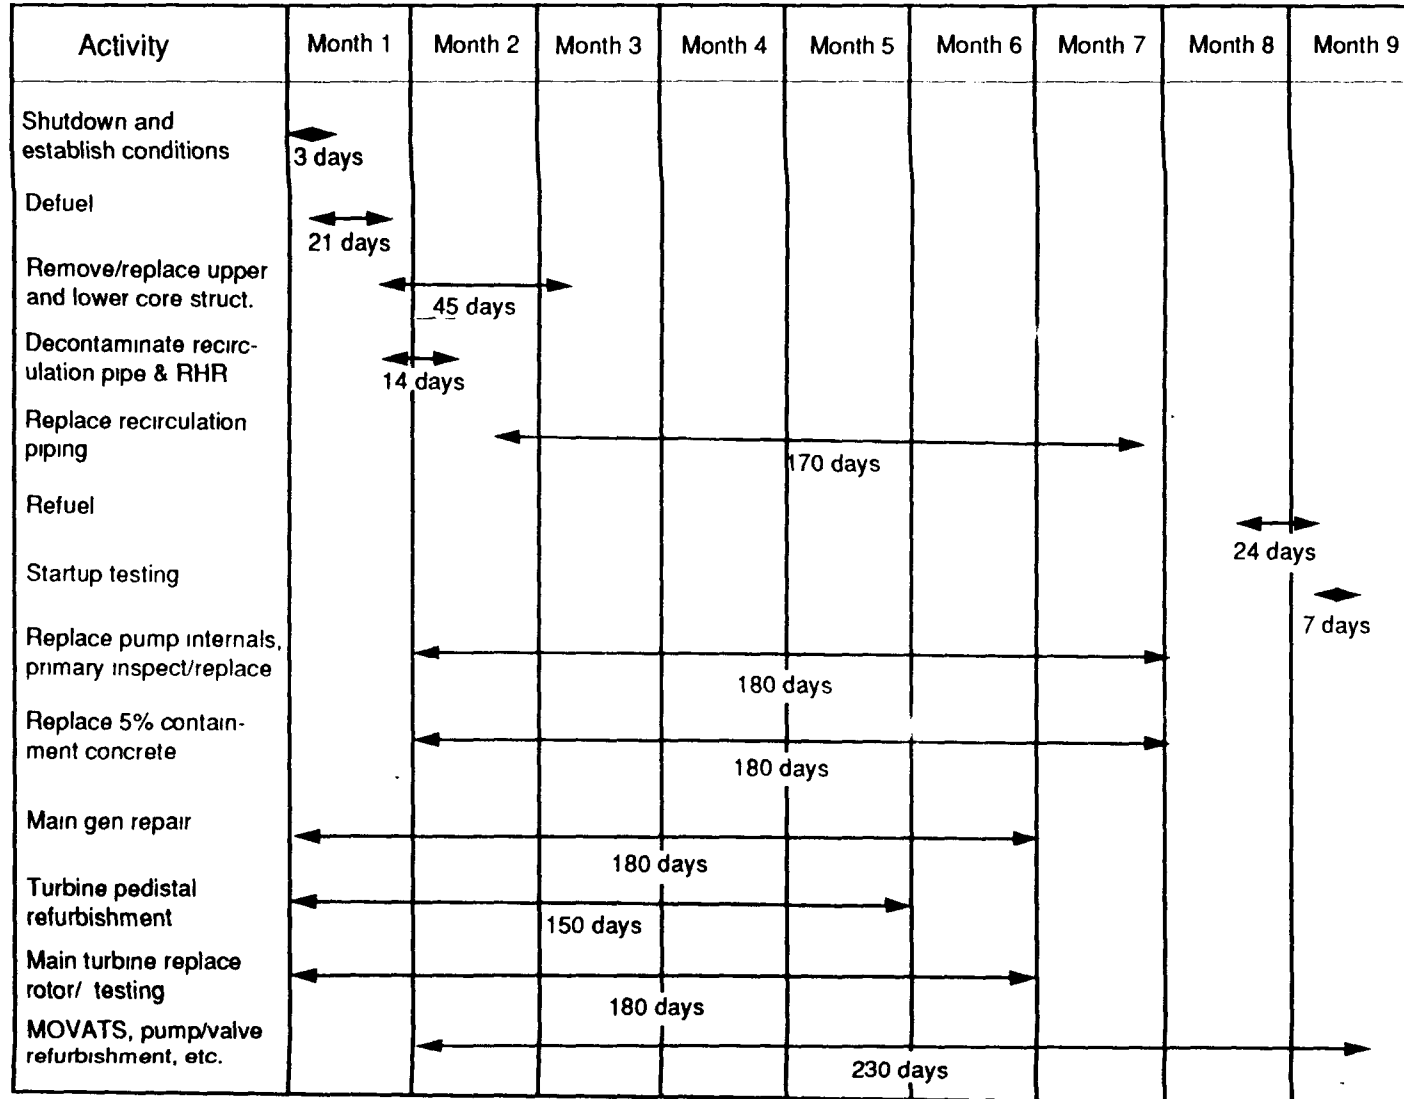 Activity Month 1 Month 2 Month 3 Month 4 Month 5 Month 6 Month 7 Month 8 Month 9
Shutdown and
establish conditions
3 days
Defuel
21 days
Remove/replace upper
and lower core struct.
45 days
Decontaminate recirc-
ulation pipe & RHR
14 days
Replace recirculation
piping
170 days
Refuel
24 days
Startup testing
7 days
Replace pump internals,
primary inspect/replace
180 days
Replace 5% contain-
ment concrete
180 days
Main gen repair
180 days
Turbine pedistal
refurbishment
150 days
Main turbine replace
rotor/ testing
180 days
MOVATS, pump/valve
refurbishment, etc.
230 days